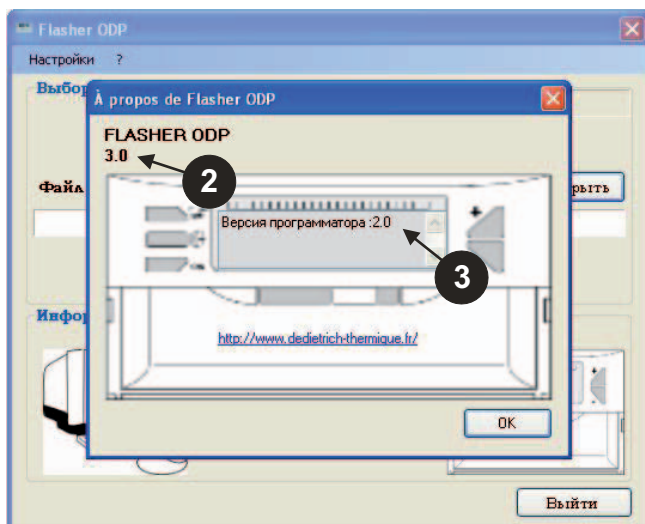 Flasher ODP
Настройки ?
Выбор
À propos de Flasher ODP
FLASHER ODP
3.0
2
Файл
рыть
Версия программатора :2.0
3
+
+
-
Инфор
http://www.dedietrich-thermique.fr/
OK
Выйти